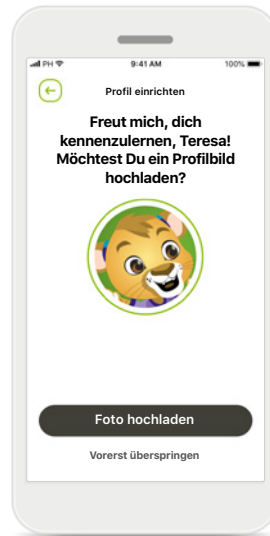 PH 9:41 AM 100%
Profil einrichten
Freut mich, dich
kennenzulernen, Teresa!
Möchtest Du ein Profilbild
hochladen?
Foto hochladen
Vorerst überspringen